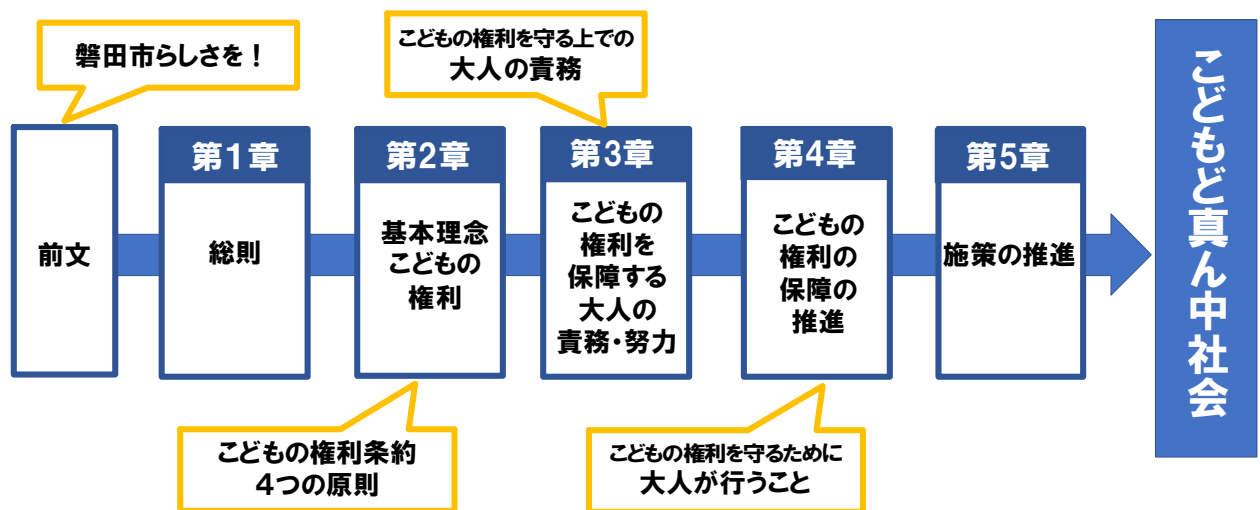 磐田市らしさを！
こどもの権利を守る上での
大人の責務
前文
第1章
総則
第2章
基本理念
こどもの
権利
第3章
こどもの
権利を
保障する
大人の
責務・努力
第4章
こどもの
権利の
保障の
推進
第5章
施策の推進
こどもど真ん中社会
こどもの権利条約
4つの原則
こどもの権利を守るために
大人が行うこと